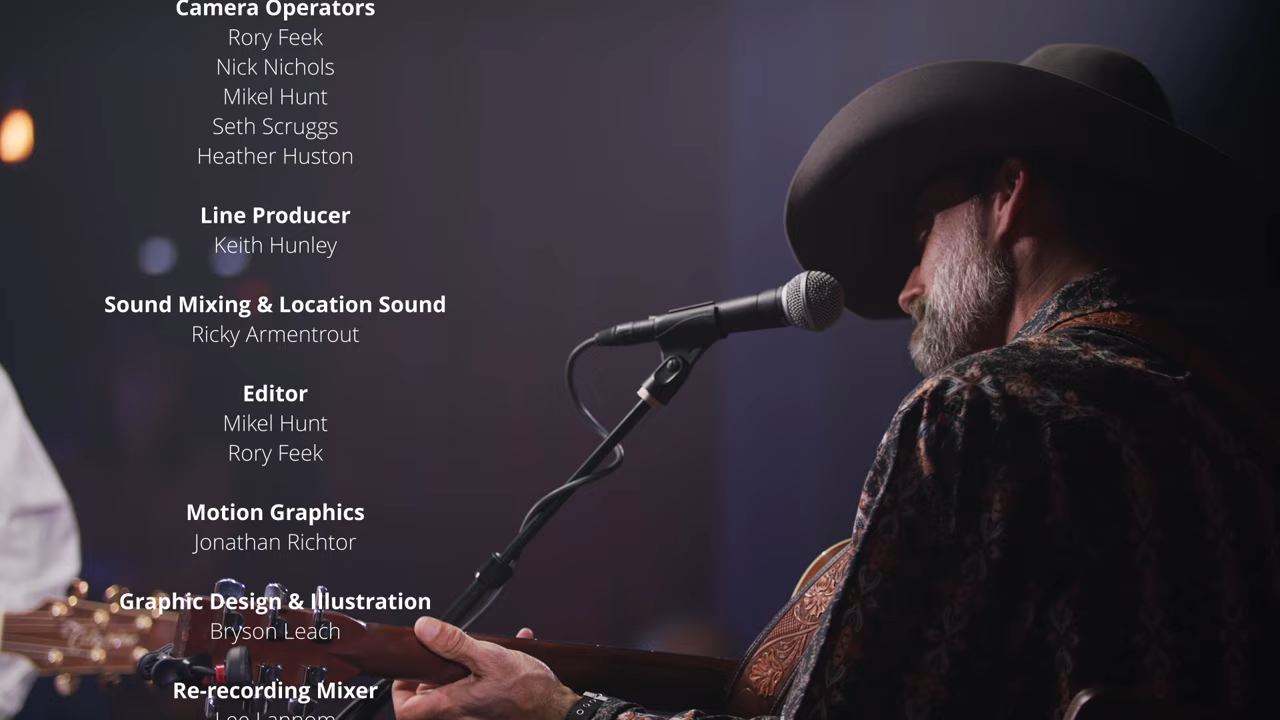 Camera Operators
Rory Feek
Nick Nichols
Mikel Hunt
Seth Scruggs
Heather Huston
Line Producer
Keith Hunley
Sound Mixing & Location Sound
Ricky Armentrout
Editor
Mikel Hunt
Rory Feek
Motion Graphics
Jonathan Richtor
Graphic Design & Illustration
Bryson Leach
Re-recording Mixer
Lee Lannom